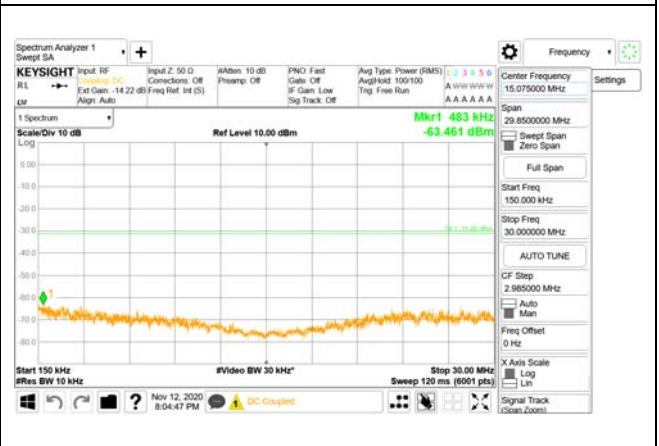 Spectrum Analyzer 1
Swept SA
+
Frequency
KEYSIGHT
Input: RF
Input Z: 50 Ω
#Atten: 10 dB
PNO: Fast
Avg Type: Power (RMS)
1 2 3 4 5 6
RL
Coupling: DC
Corrections: Off
Preamp: Off
Gate: Off
Avg|Hold: 100/100
A W W W W W
Ext Gain: -14.22 dB
Freq Ref: Int (S)
IF Gain: Low
Trig: Free Run
Align: Auto
Sig Track: Off
A A A A A A
1 Spectrum
Mkr1 483 kHz
Scale/Div 10 dB
Ref Level 10.00 dBm
-63.461 dBm
Log
0.00
-10.0
-20.0
-30.0
-40.0
-50.0
-60.0
1
-70.0
-80.0
Start 150 kHz
#Video BW 30 kHz*
Stop 30.00 MHz
#Res BW 10 kHz
Sweep 120 ms (6001 pts)
Nov 12, 2020
8:04:47 PM
?
1
DC Coupled
Center Frequency
15.075000 MHz
Settings
Span
29.8500000 MHz
Swept Span
Zero Span
Full Span
Start Freq
150.000 kHz
Stop Freq
30.000000 MHz
AUTO TUNE
CF Step
2.985000 MHz
Auto
Man
Freq Offset
0 Hz
X Axis Scale
Log
Lin
Signal Track
(Span Zoom)